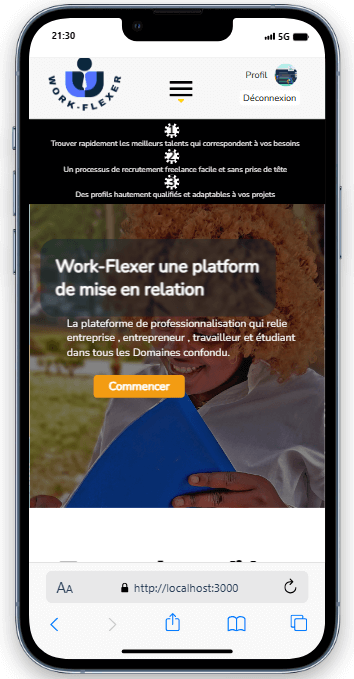 21:30
5G
WORK-FLEXER
Profil
Déconnexion
1
Trouver rapidement les meilleurs talents qui correspondent à vos besoins
2
Un processus de recrutement freelance facile et sans prise de tête
3
Des profils hautement qualifiés et adaptables à vos projets
Work-Flexer une platform
de mise en relation
La plateforme de professionnalisation qui relie
entreprise , entrepreneur , travailleur et étudiant
dans tous les Domaines confondu.
Commencer
AA
http://localhost:3000